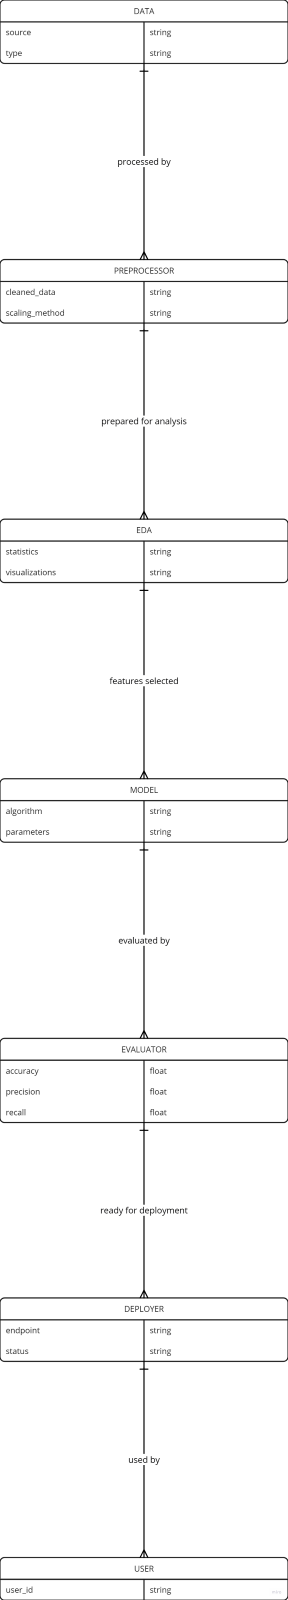 DATA
source string
type string
processed by
PREPROCESSOR
cleaned_data string
scaling_method string
prepared for analysis
EDA
statistics string
visualizations string
features selected
MODEL
algorithm string
parameters string
evaluated by
EVALUATOR
accuracy float
precision float
recall float
ready for deployment
DEPLOYER
endpoint string
status string
used by
USER
user_id string